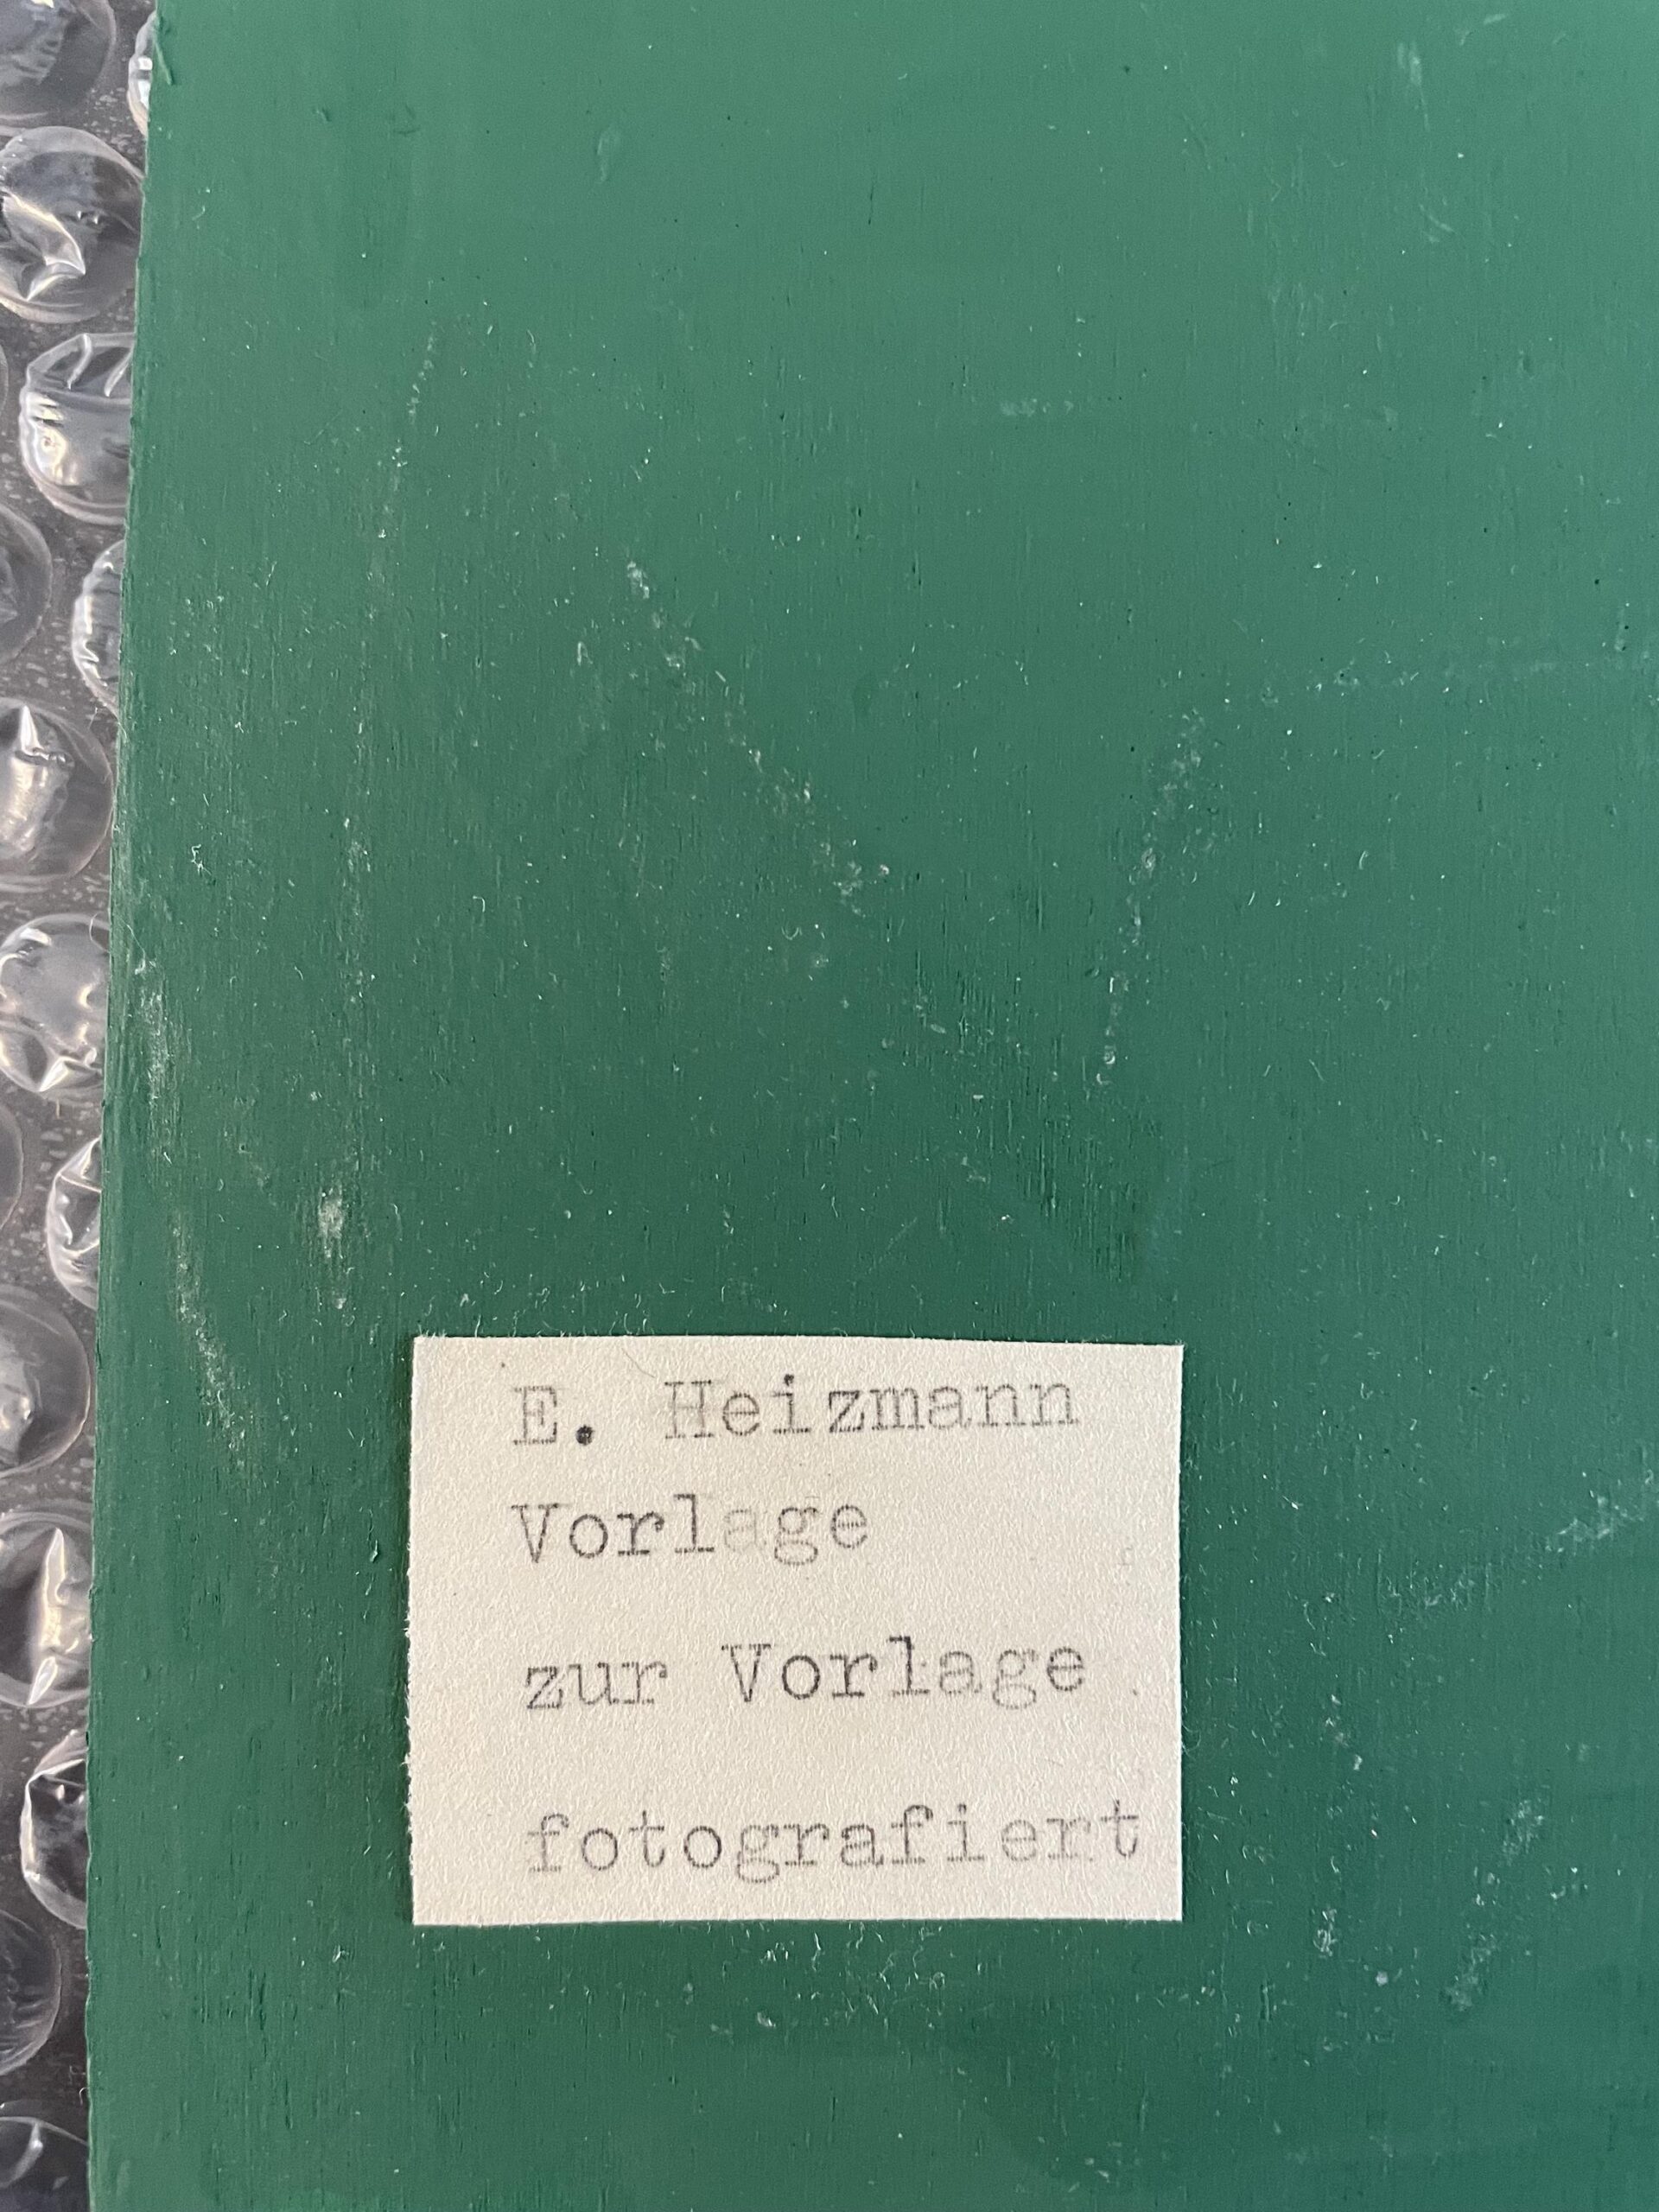 E. Heizmann
Vorlage
zur Vorlage
fotografiert